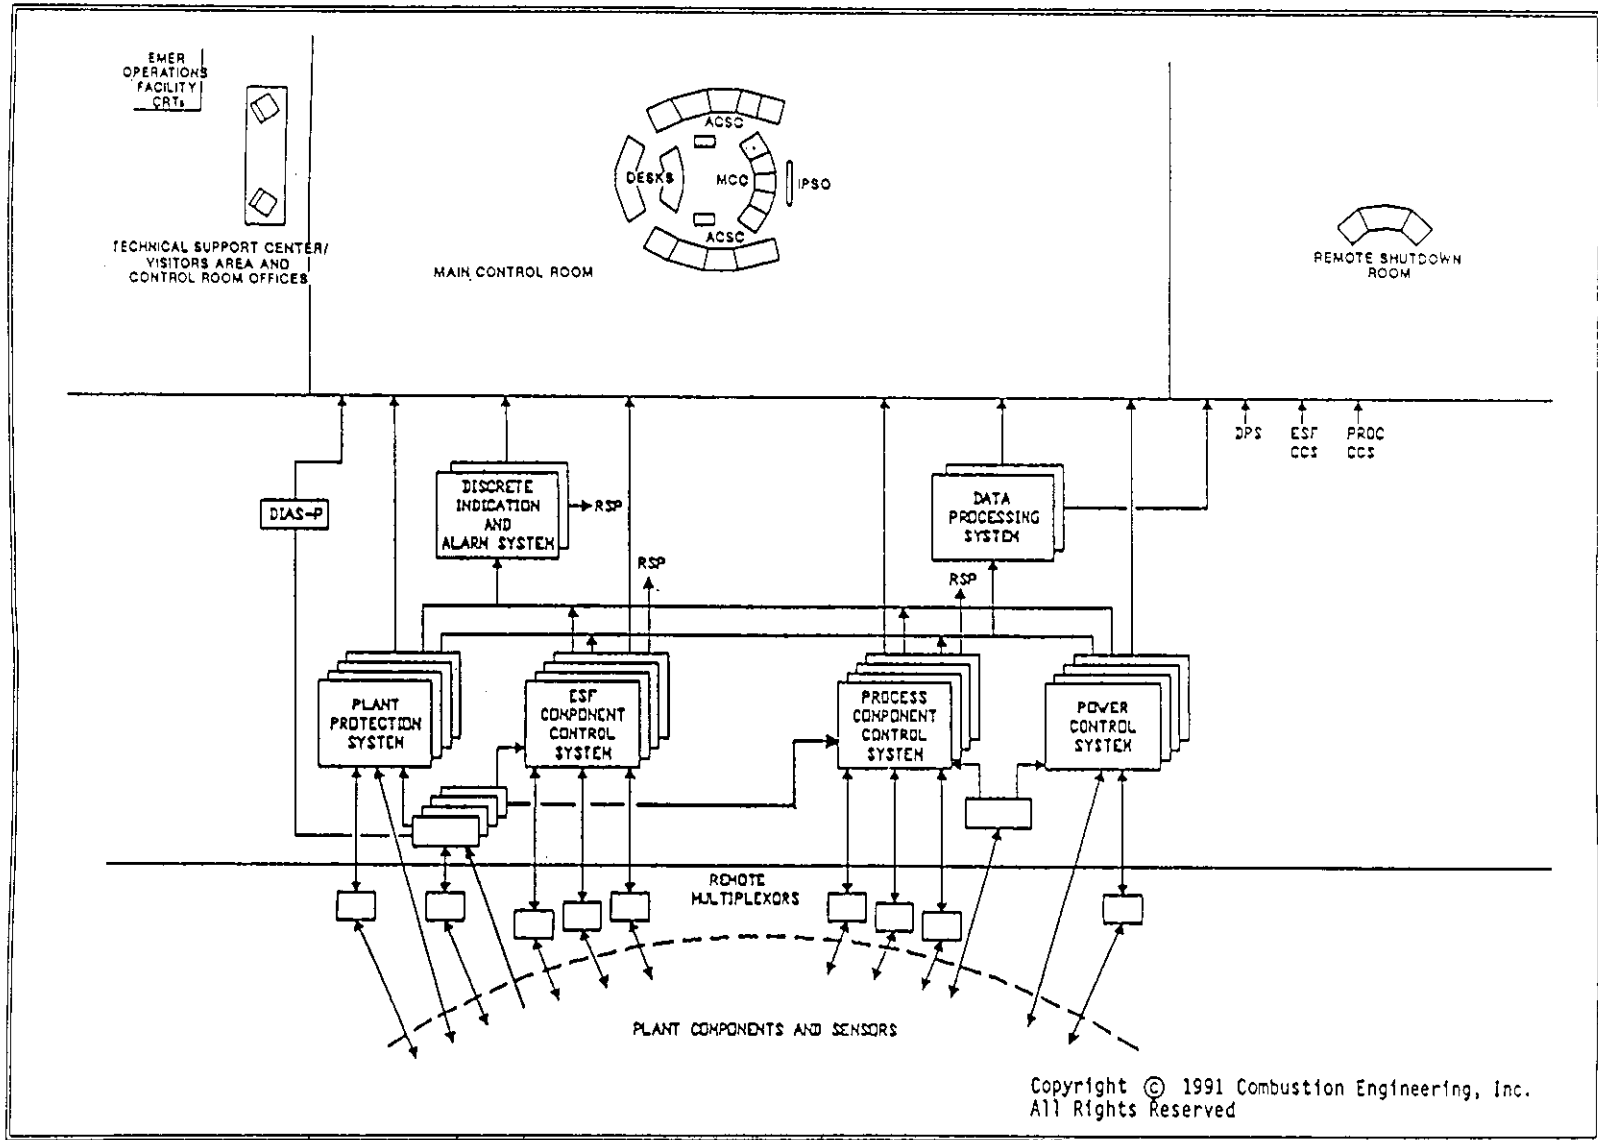 EMER
OPERATIONS
FACILITY
CRTs
TECHNICAL SUPPORT CENTER/
VISITORS AREA AND
CONTROL ROOM OFFICES
MAIN CONTROL ROOM
ACSC
DESKS
MCC
IPSO
ACSC
REMOTE SHUTDOWN
ROOM
DPS
ESF
CCS
PROC
CCS
DIAS-P
DISCRETE
INDICATION
AND
ALARM SYSTEM
RSP
DATA
PROCESSING
SYSTEM
RSP
RSP
PLANT
PROTECTION
SYSTEM
ESF
COMPONENT
CONTROL
SYSTEM
PROCESS
COMPONENT
CONTROL
SYSTEM
POWER
CONTROL
SYSTEM
REMOTE
MULTIPLEXORS
PLANT COMPONENTS AND SENSORS
Copyright © 1991 Combustion Engineering, Inc.
All Rights Reserved